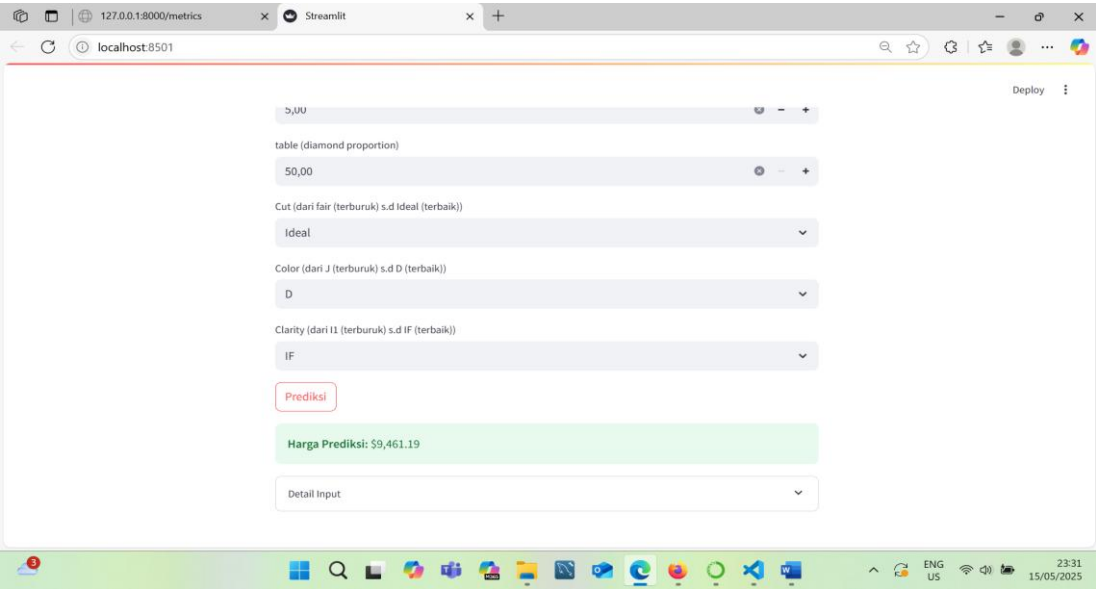 127.0.0.1:8000/metrics
Streamlit
localhost:8501
Deploy
5,00
table (diamond proportion)
50,00
Cut (dari fair (terburuk) s.d Ideal (terbaik))
Ideal
Color (dari J (terburuk) s.d D (terbaik))
D
Clarity (dari I1 (terburuk) s.d IF (terbaik))
IF
Prediksi
Harga Prediksi: $9,461.19
Detail Input
3
ENG
US
23:31
15/05/2025